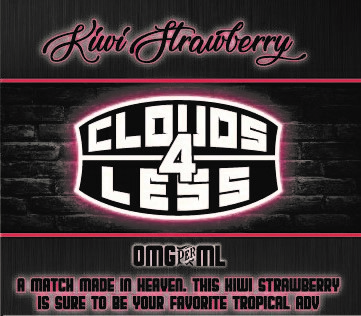 Kiwi Strawberry
CLOUDS
4
LESS
OMG PER ML
A MATCH MADE IN HEAVEN. THIS KIWI STRAWBERRY
IS SURE TO BE YOUR FAVORITE TROPICAL ADV